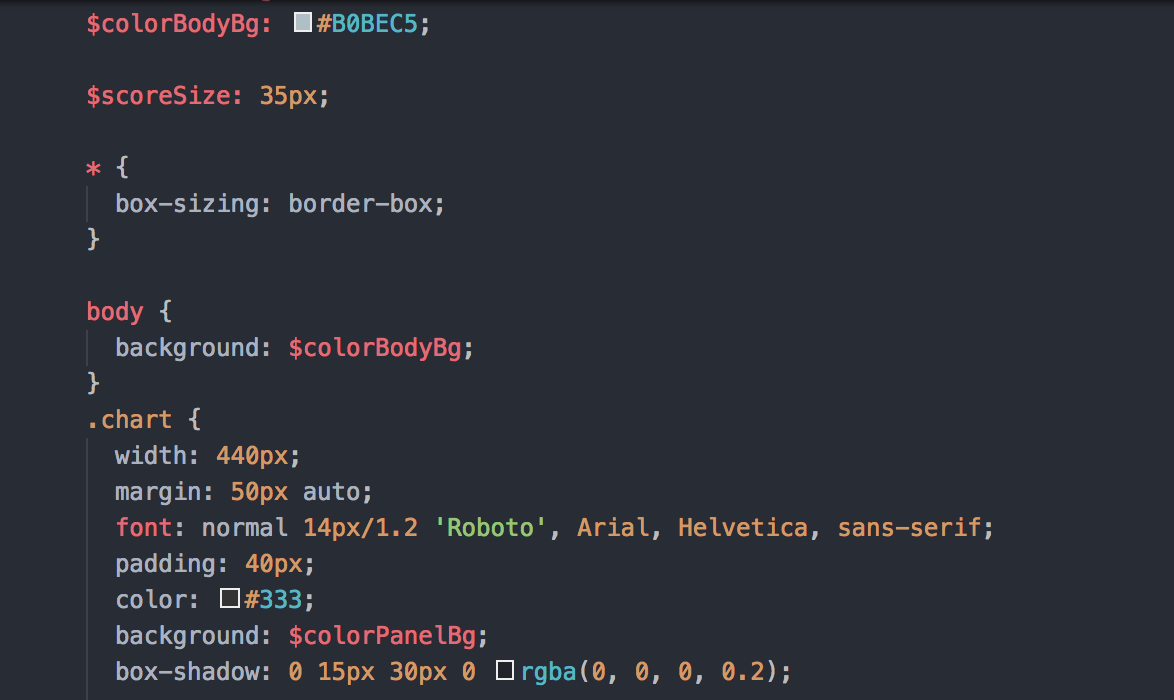 $colorBodyBg: #B0BEC5;
$scoreSize: 35px;
* {
box-sizing: border-box;
}
body {
background: $colorBodyBg;
}
.chart {
width: 440px;
margin: 50px auto;
font: normal 14px/1.2 'Roboto', Arial, Helvetica, sans-serif;
padding: 40px;
color: #333;
background: $colorPanelBg;
box-shadow: 0 15px 30px 0 rgba(0, 0, 0, 0.2);